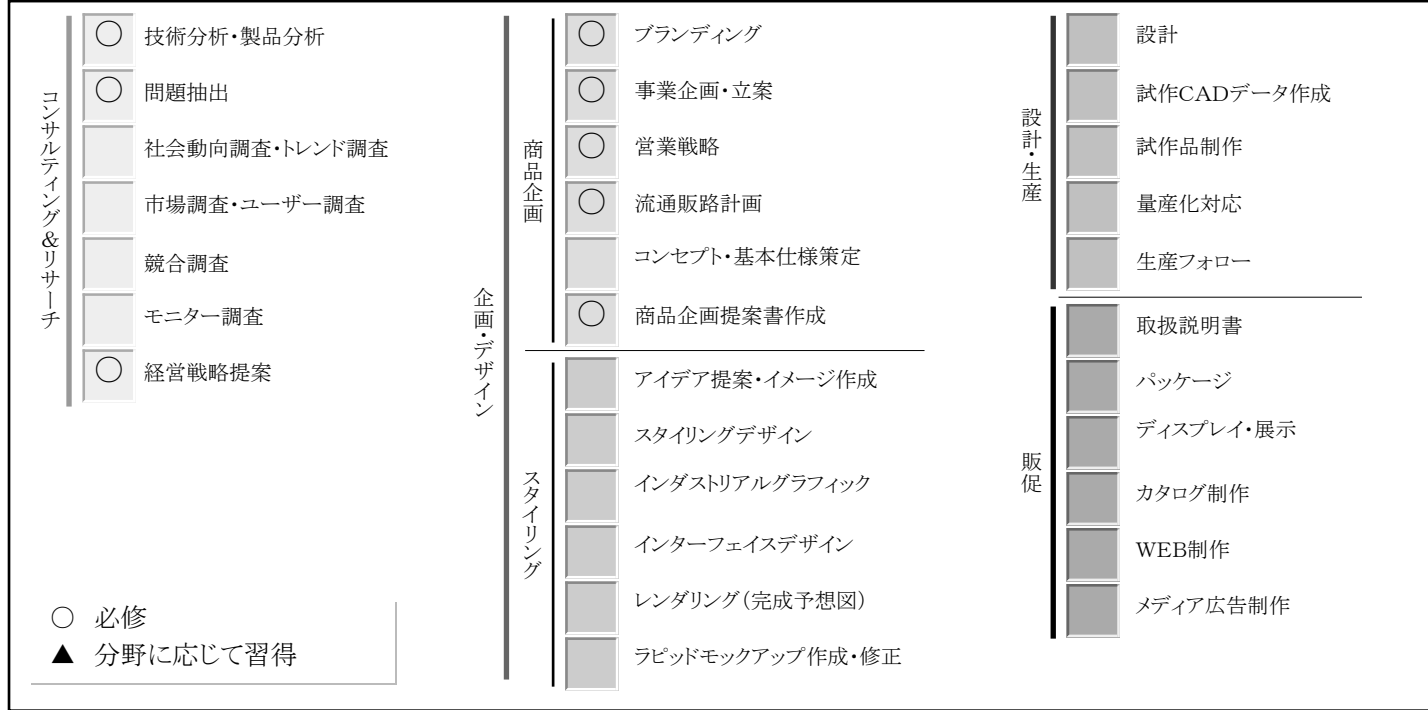 コンサルティング&リサーチ
○ 技術分析・製品分析
○ 問題抽出
社会動向調査・トレンド調査
市場調査・ユーザー調査
競合調査
モニター調査
○ 経営戦略提案
企画・デザイン
商品企画
○ ブランディング
○ 事業企画・立案
○ 営業戦略
○ 流通販路計画
コンセプト・基本仕様策定
○ 商品企画提案書作成
スタイリング
アイデア提案・イメージ作成
スタイリングデザイン
インダストリアルグラフィック
インターフェイスデザイン
レンダリング(完成予想図)
ラピッドモックアップ作成・修正
設計・生産
設計
試作CADデータ作成
試作品制作
量産化対応
生産フォロー
販促
取扱説明書
パッケージ
ディスプレイ・展示
カタログ制作
WEB制作
メディア広告制作
○ 必修
▲ 分野に応じて習得